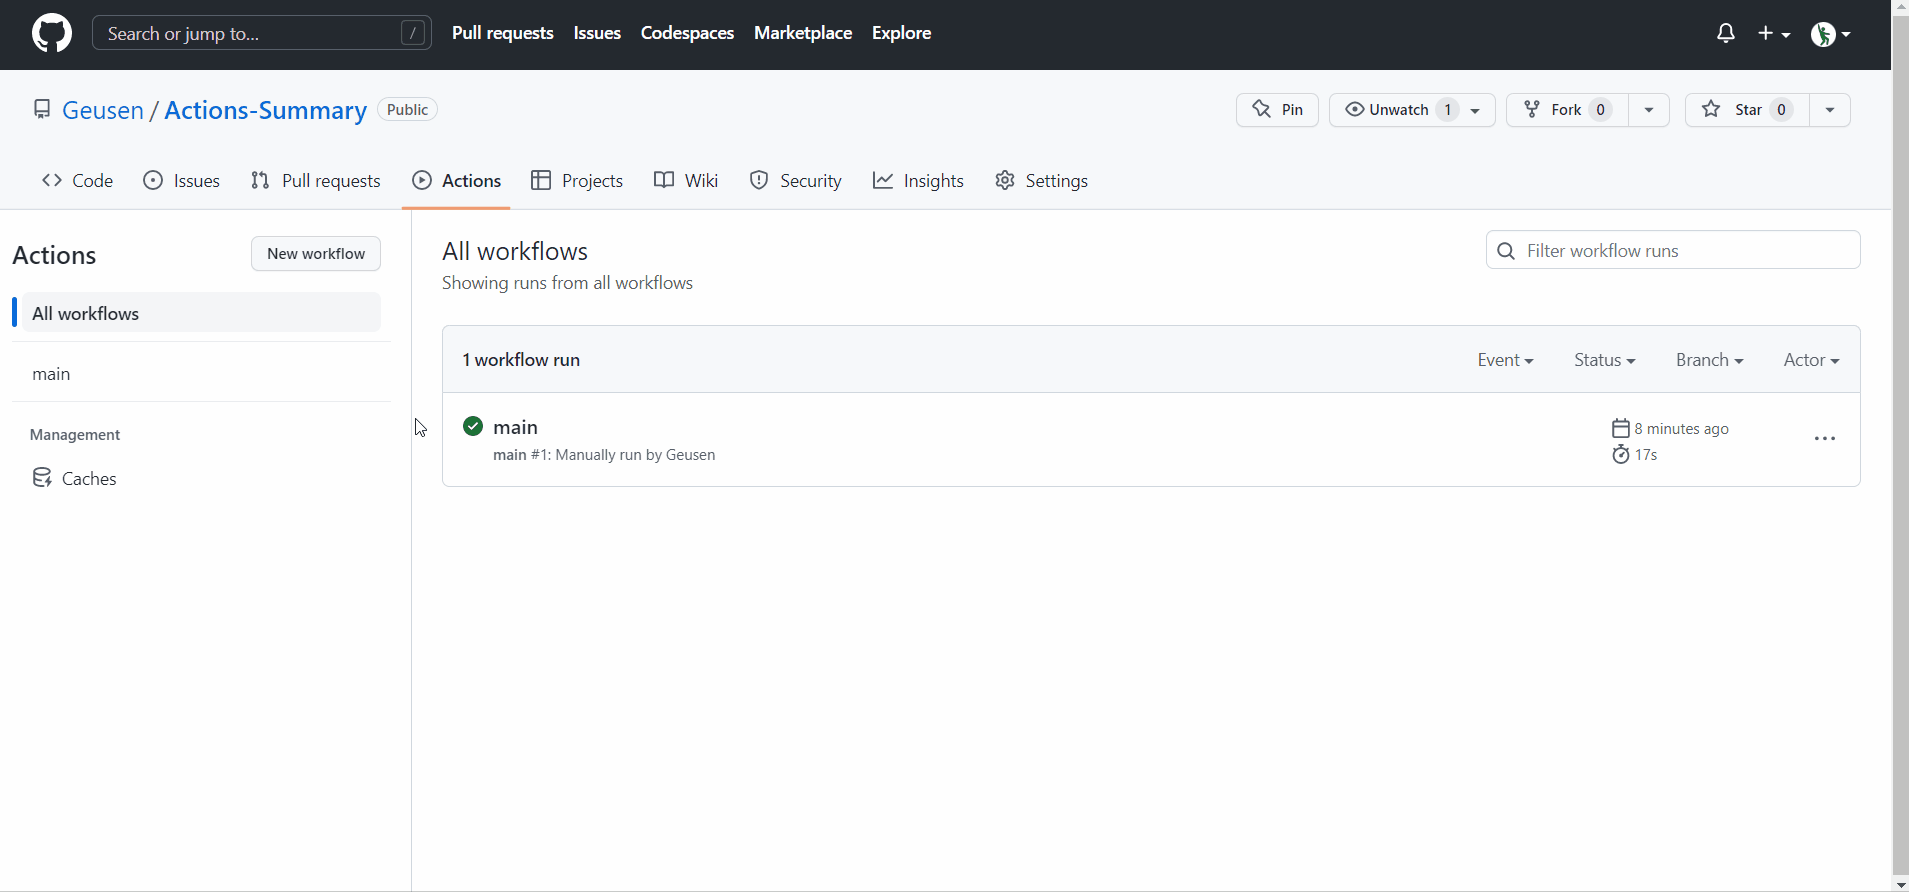 Search or jump to... /
Pull requests Issues Codespaces Marketplace Explore
Geusen / Actions-Summary Public
Pin Unwatch 1 Fork 0 Star 0
Code Issues Pull requests Actions Projects Wiki Security Insights Settings
Actions New workflow
All workflows
main
Management
Caches
All workflows
Showing runs from all workflows
Filter workflow runs
1 workflow run Event Status Branch Actor
main
main #1: Manually run by Geusen
8 minutes ago
17s